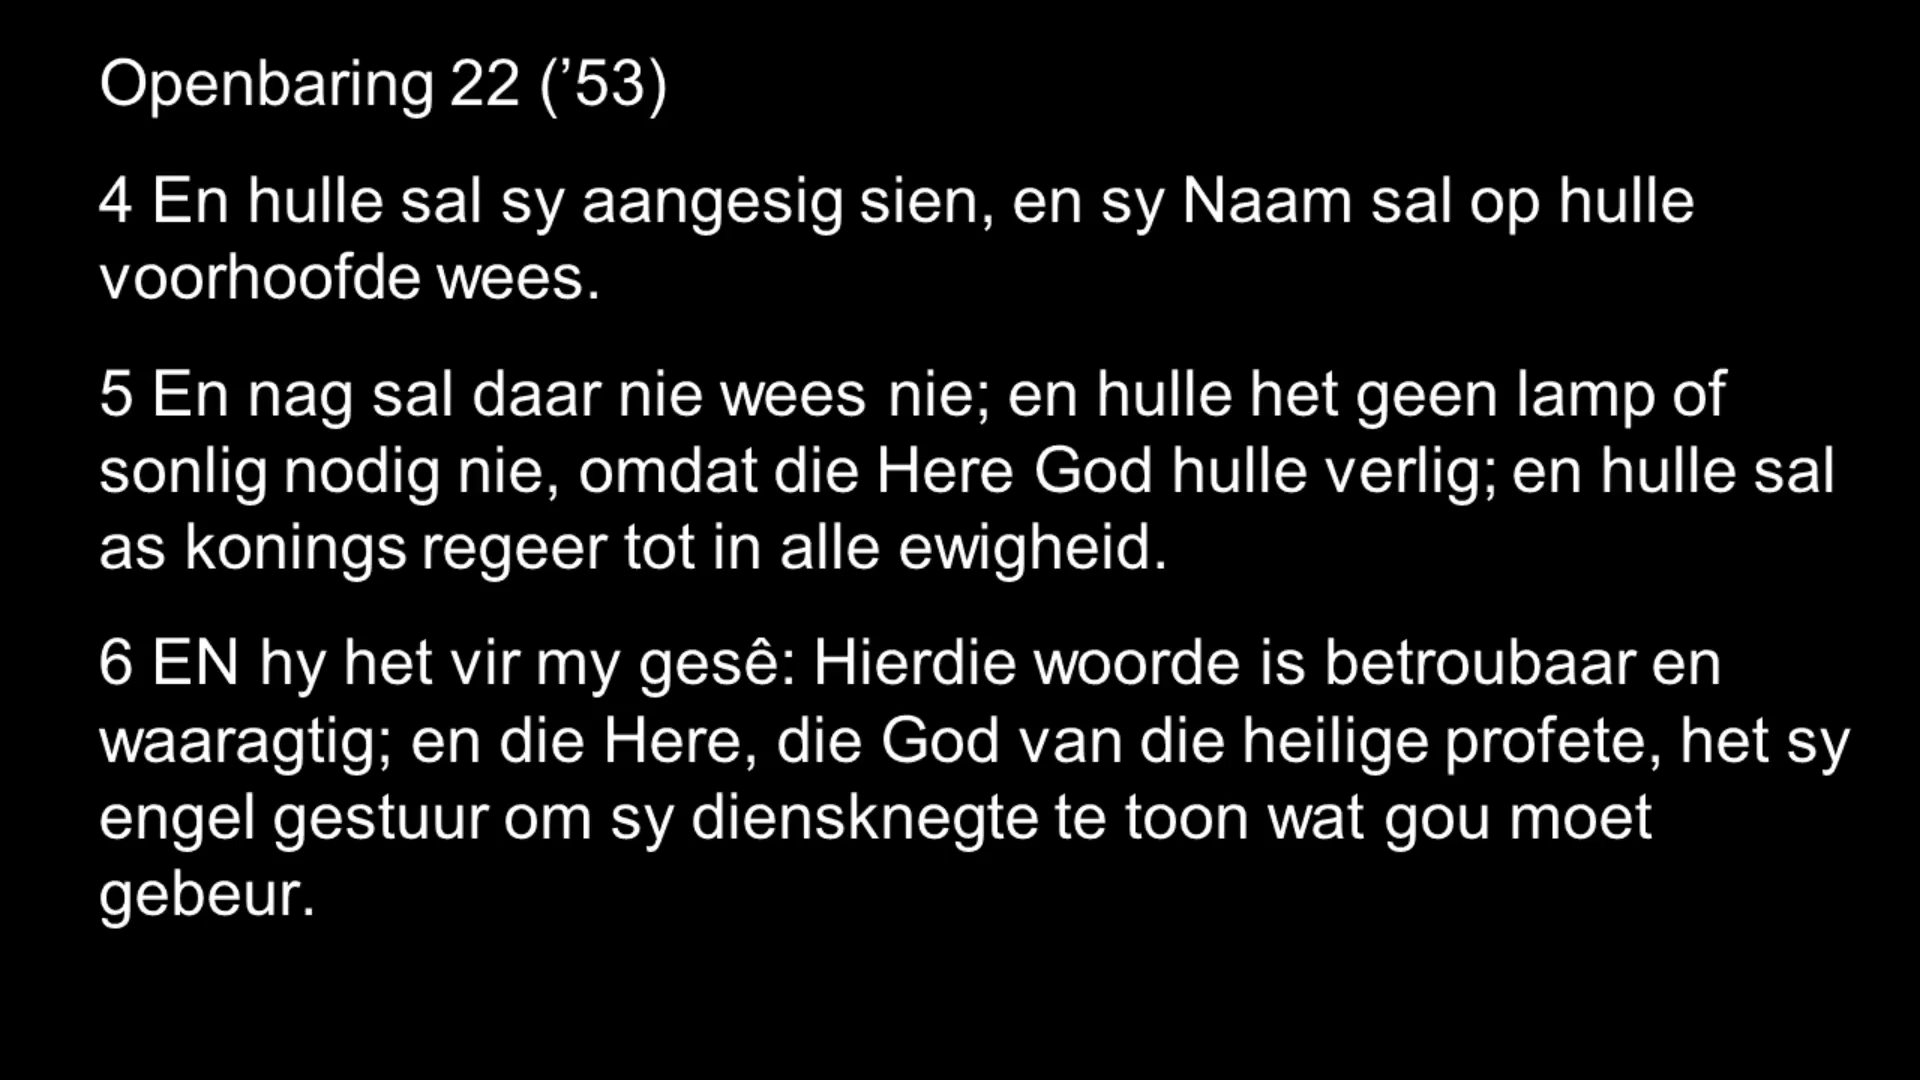 Openbaring 22 (’53)
4 En hulle sal sy aangesig sien, en sy Naam sal op hulle
voorhoofde wees.
5 En nag sal daar nie wees nie; en hulle het geen lamp of
sonlig nodig nie, omdat die Here God hulle verlig; en hulle sal
as konings regeer tot in alle ewigheid.
6 EN hy het vir my gesê: Hierdie woorde is betroubaar en
waaragtig; en die Here, die God van die heilige profete, het sy
engel gestuur om sy diensknegte te toon wat gou moet
gebeur.